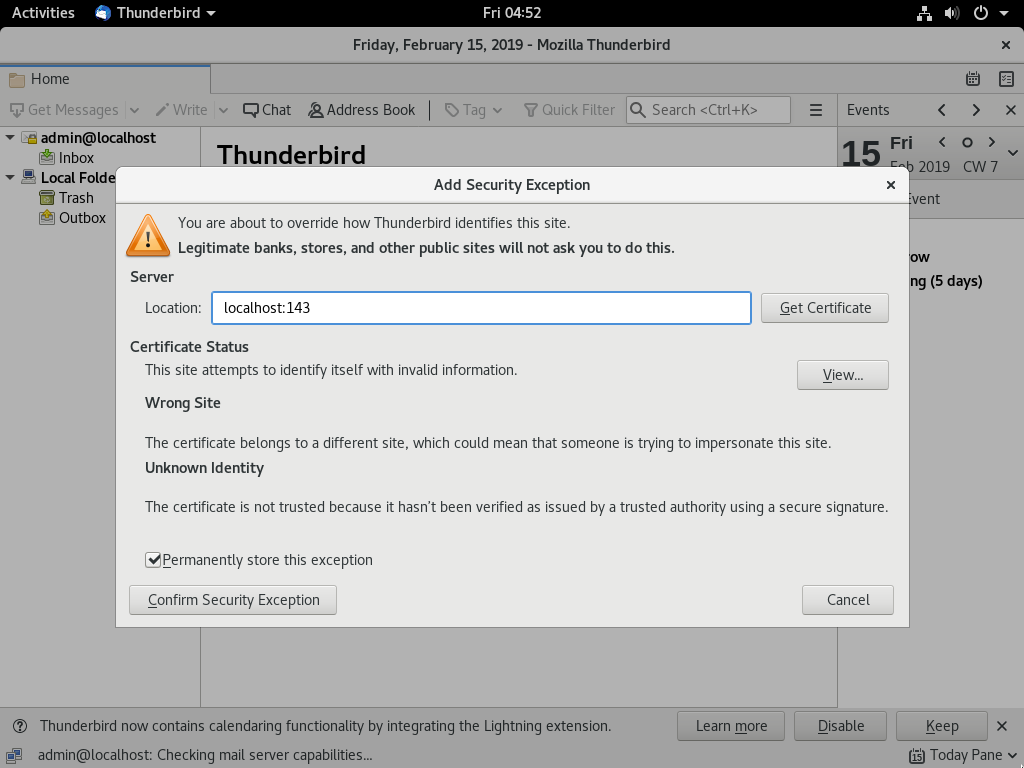 Activities Thunderbird Fri 04:52
Friday, February 15, 2019 - Mozilla Thunderbird
Home
Get Messages Write Chat Address Book Tag Quick Filter Search <Ctrl+K> Events
admin@localhost
Inbox
Local Folde
Trash
Outbox
Thunderbird
15 Fri
Feb 2019 CW 7
Event
row
ng (5 days)
Add Security Exception
You are about to override how Thunderbird identifies this site.
Legitimate banks, stores, and other public sites will not ask you to do this.
Server
Location: localhost:143 Get Certificate
Certificate Status
This site attempts to identify itself with invalid information.
View...
Wrong Site
The certificate belongs to a different site, which could mean that someone is trying to impersonate this site.
Unknown Identity
The certificate is not trusted because it hasn't been verified as issued by a trusted authority using a secure signature.
Permanently store this exception
Confirm Security Exception Cancel
Thunderbird now contains calendaring functionality by integrating the Lightning extension. Learn more Disable Keep
admin@localhost: Checking mail server capabilities... 15 Today Pane